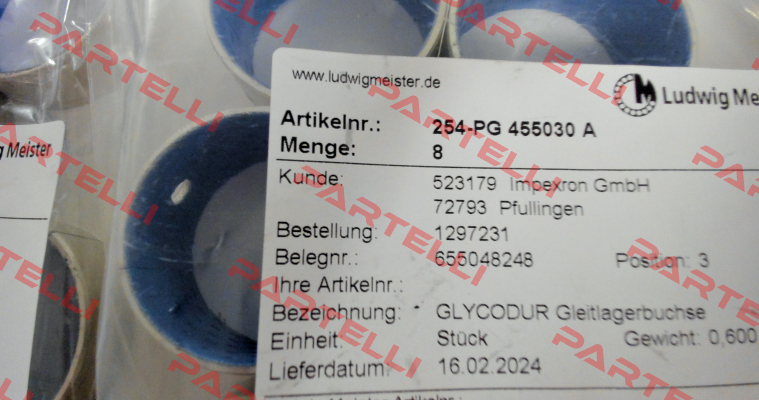 www.ludwigmeister.de
Ludwig Me
Artikelnr.: 254-PG 455030 A
Menge: 8
Kunde: 523179 Impexron GmbH
72793 Pfullingen
Bestellung: 1297231
Belegnr.: 655048248 Position: 3
Ihre Artikelnr.:
Bezeichnung: GLYCODUR Gleitlagerbuchse
Einheit: Stück Gewicht: 0,600
Lieferdatum: 16.02.2024
g Meister
PARTELLI
PARTELLI
PARTELLI
PARTELLI
PARTELLI
PARTELLI
PARTELLI
PARTELLI